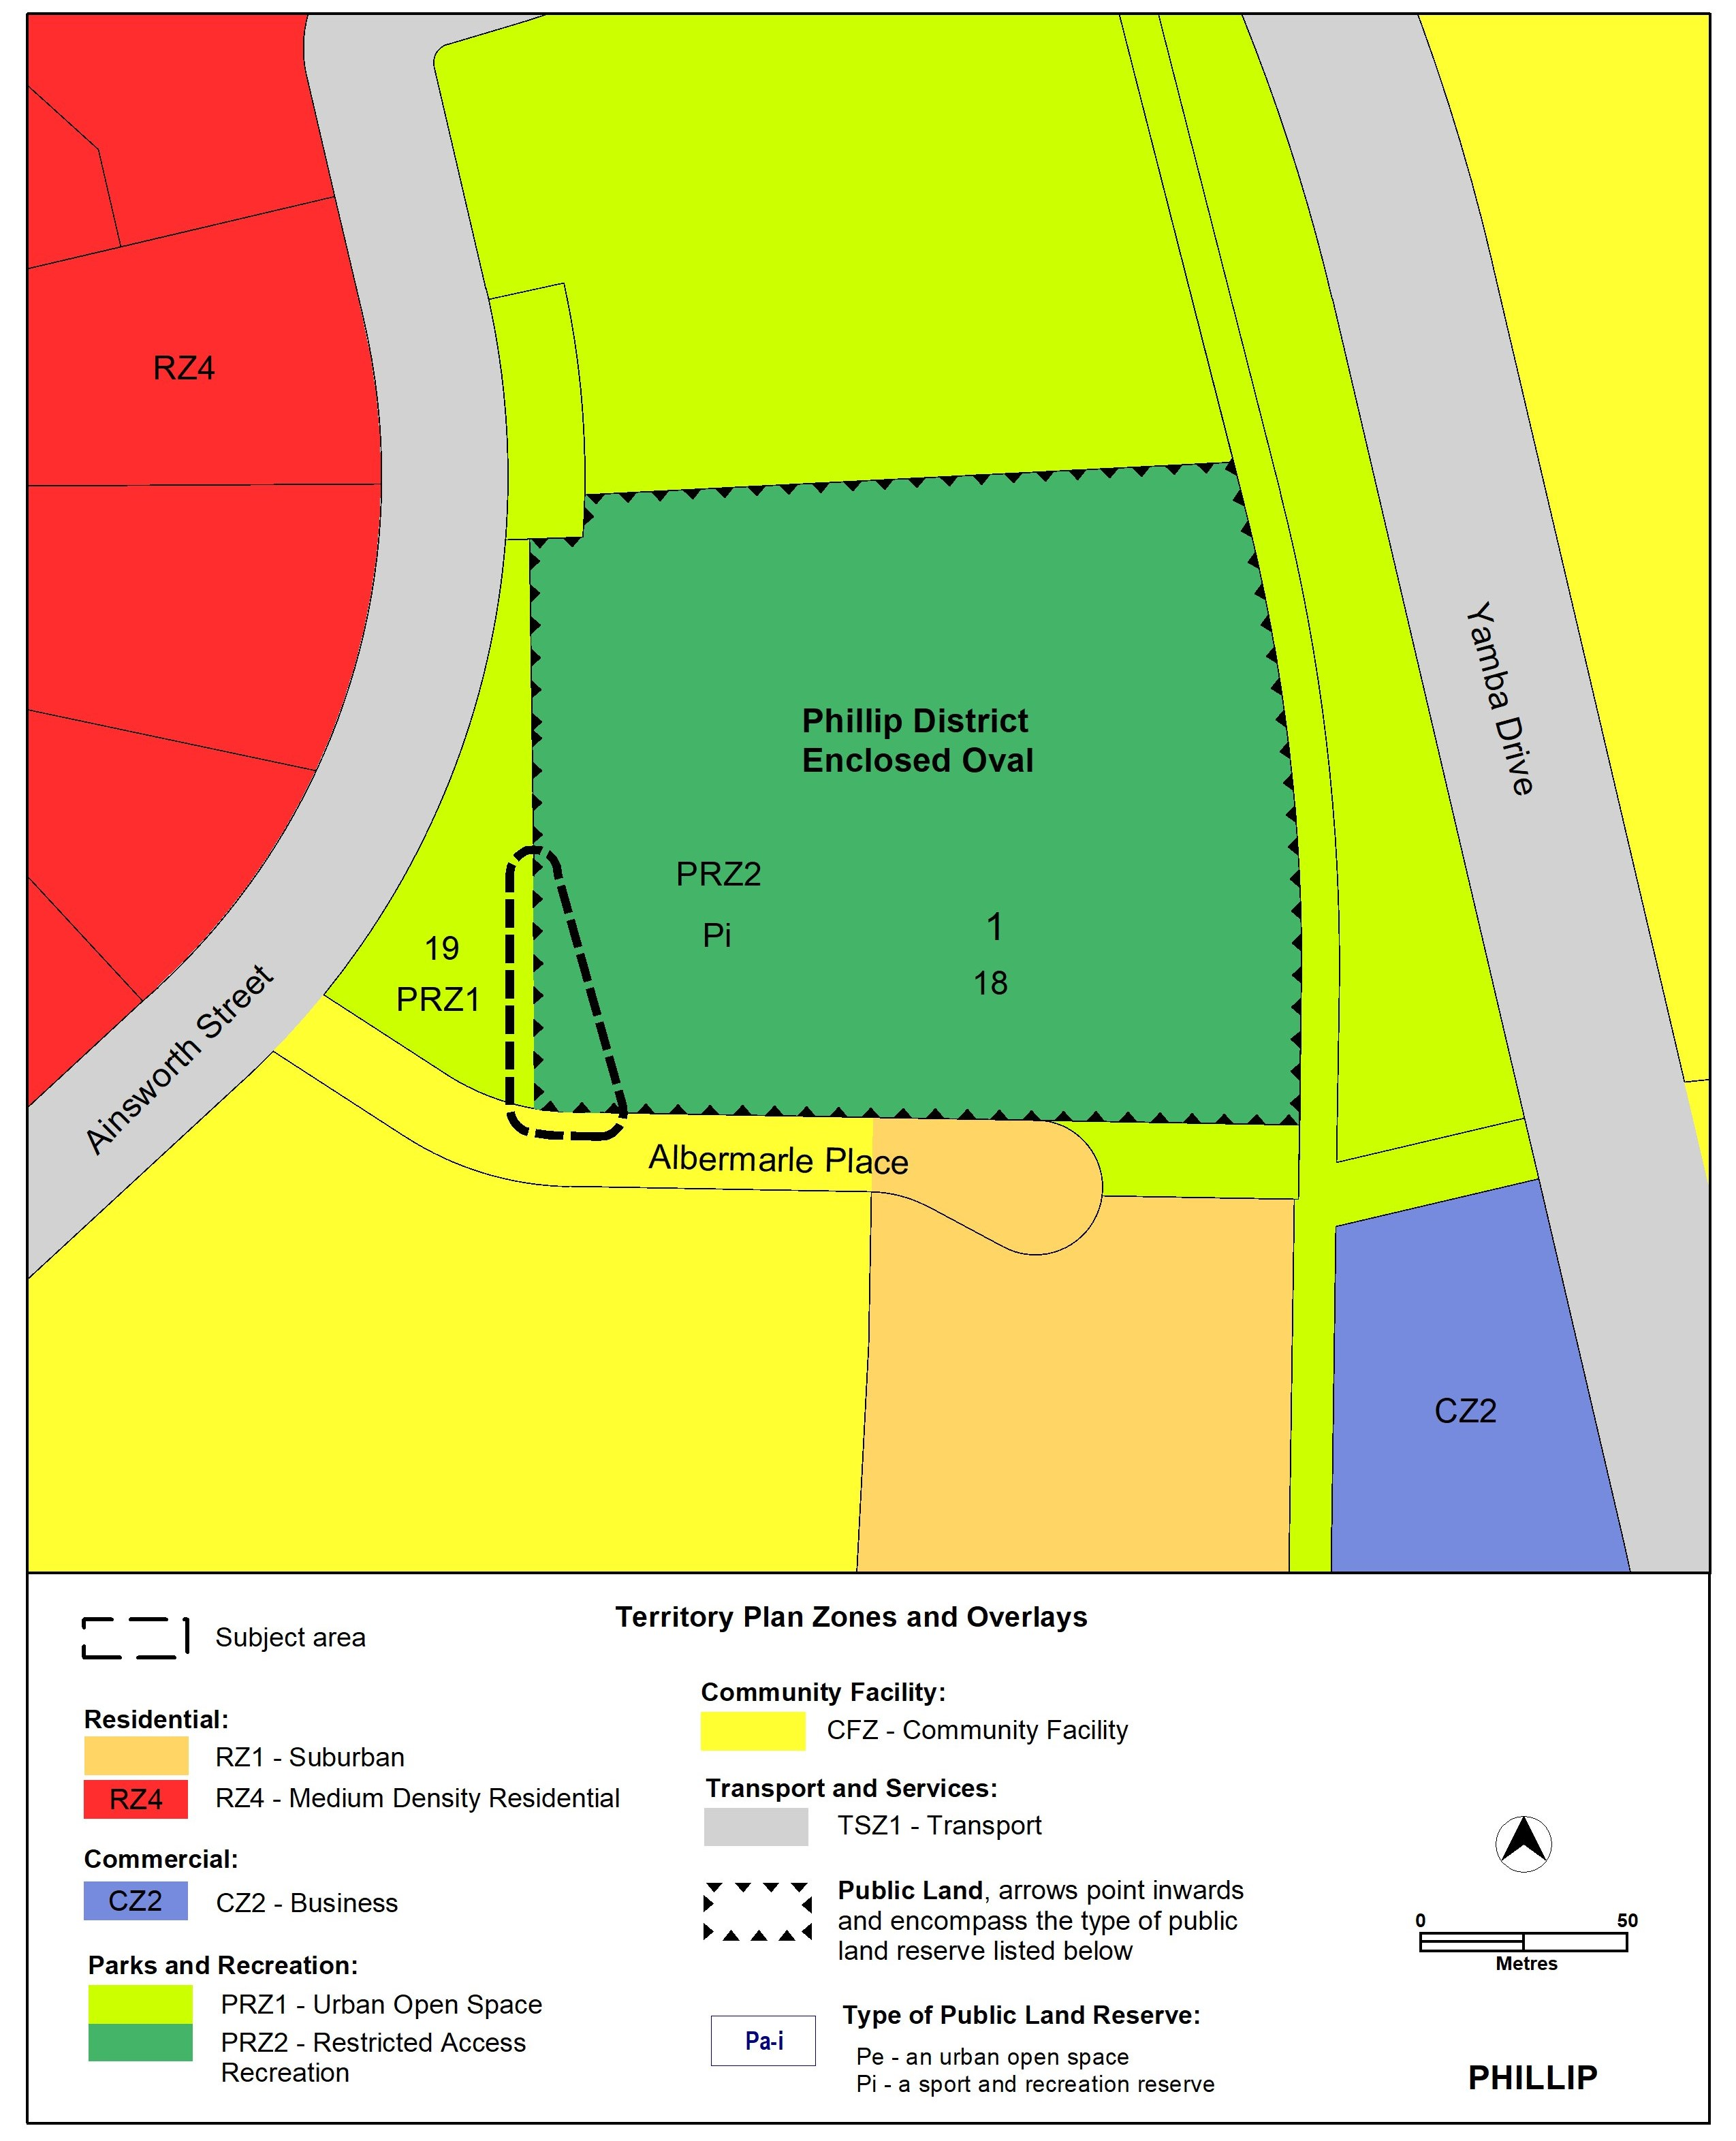 RZ4
Yamba Drive
Phillip District
Enclosed Oval
PRZ2
Pi
1
18
19
PRZ1
Ainsworth Street
Albermarle Place
CZ2
Territory Plan Zones and Overlays
Subject area
Residential:
RZ1 - Suburban
RZ4
RZ4 - Medium Density Residential
Commercial:
CZ2
CZ2 - Business
Parks and Recreation:
PRZ1 - Urban Open Space
PRZ2 - Restricted Access
Recreation
Community Facility:
CFZ - Community Facility
Transport and Services:
TSZ1 - Transport
Public Land, arrows point inwards
and encompass the type of public
land reserve listed below
Pa-i
Type of Public Land Reserve:
Pe - an urban open space
Pi - a sport and recreation reserve
0 50
Metres
PHILLIP